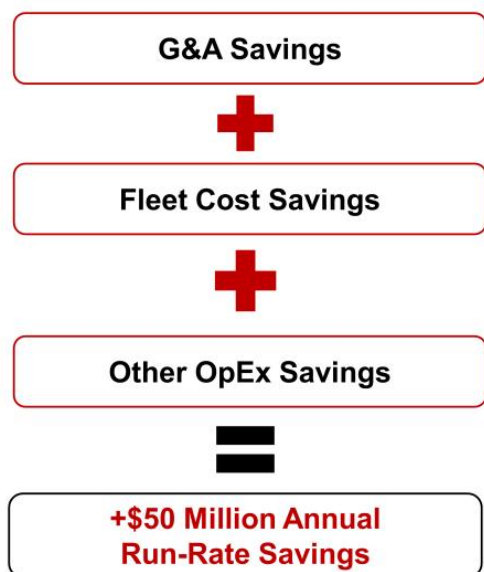 G&A Savings
Fleet Cost Savings
Other OpEx Savings
+$50 Million Annual
Run-Rate Savings